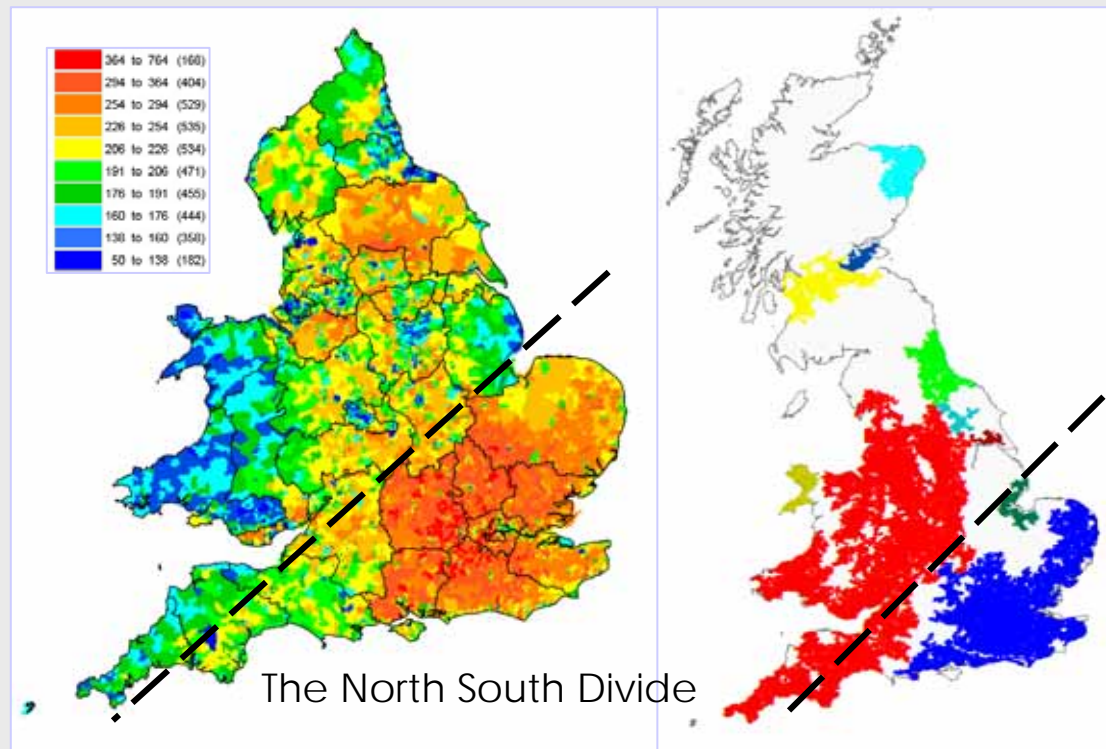 364 to 764 (168)
294 to 364 (404)
254 to 294 (529)
226 to 254 (535)
206 to 226 (534)
191 to 206 (471)
176 to 191 (455)
160 to 176 (444)
138 to 160 (358)
50 to 138 (182)
The North South Divide